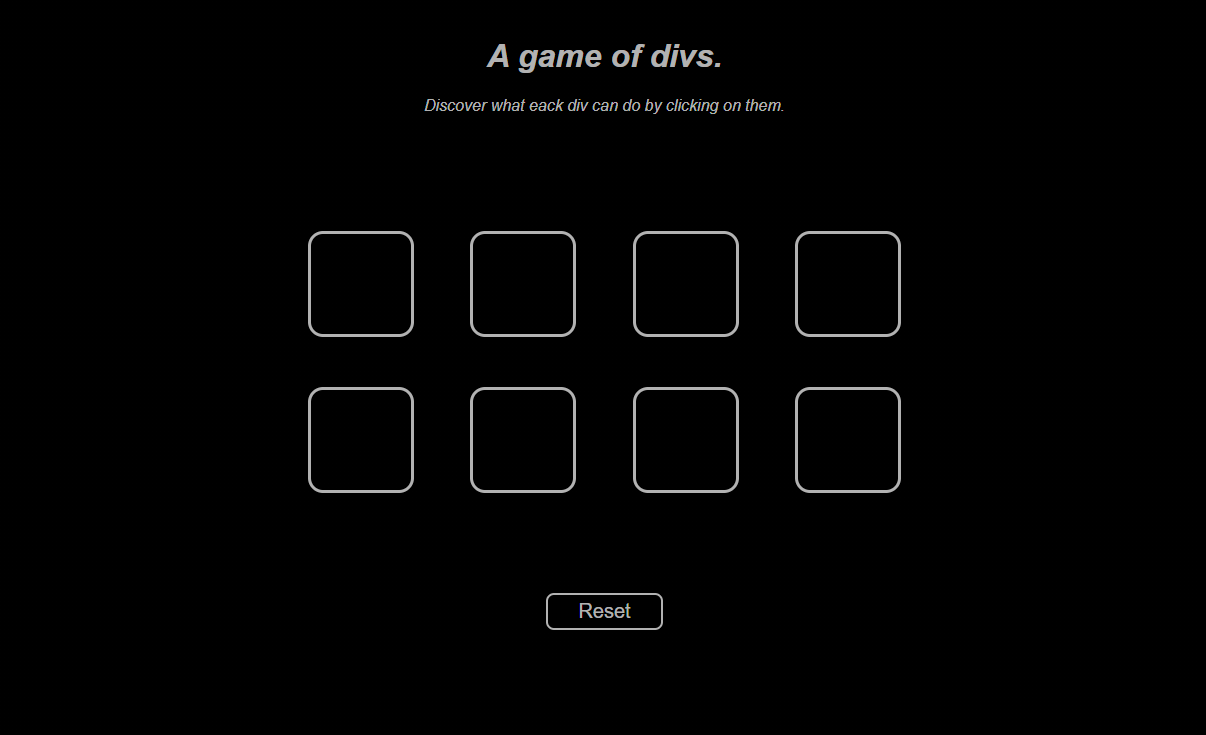 A game of divs.
Discover what eack div can do by clicking on them.
Reset